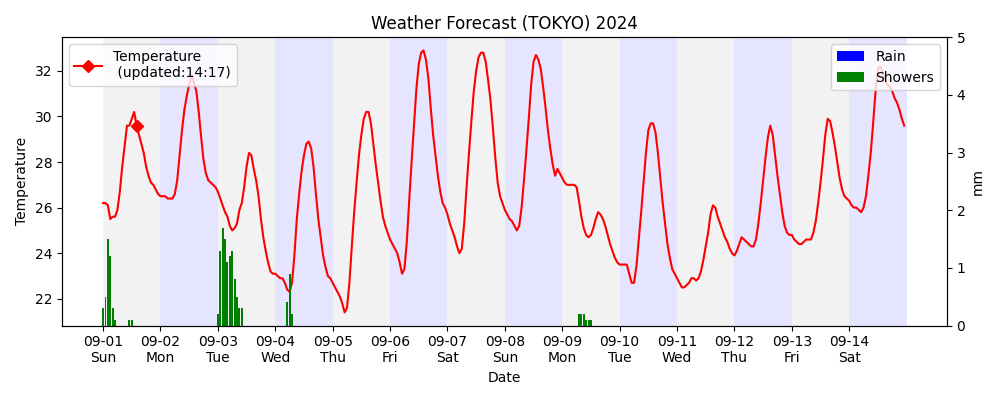 Weather Forecast (TOKYO) 2024
Temperature
(updated:14:17)
Rain
Showers
Temperature
32
30
28
26
24
22
5
4
3
2
1
0
mm
09-01 09-02 09-03 09-04 09-05 09-06 09-07 09-08 09-09 09-10 09-11 09-12 09-13 09-14
Sun Mon Tue Wed Thu Fri Sat Sun Mon Tue Wed Thu Fri Sat
Date